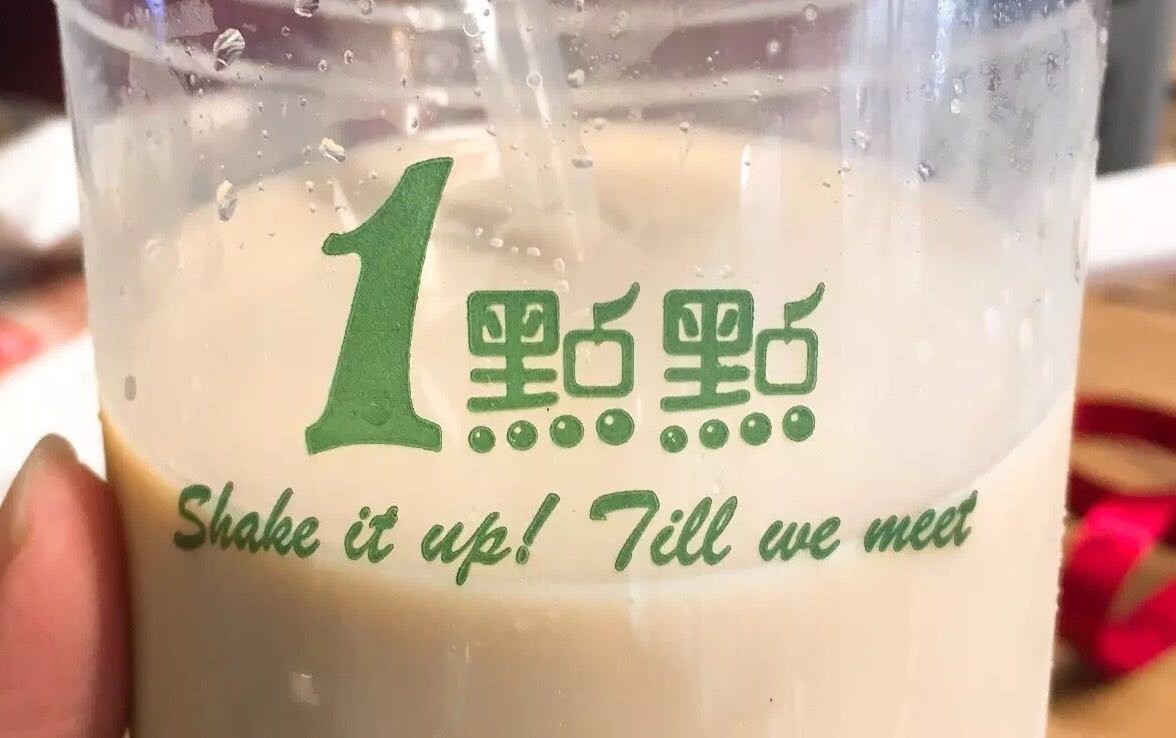 1點點
Shake it up! Till we meet